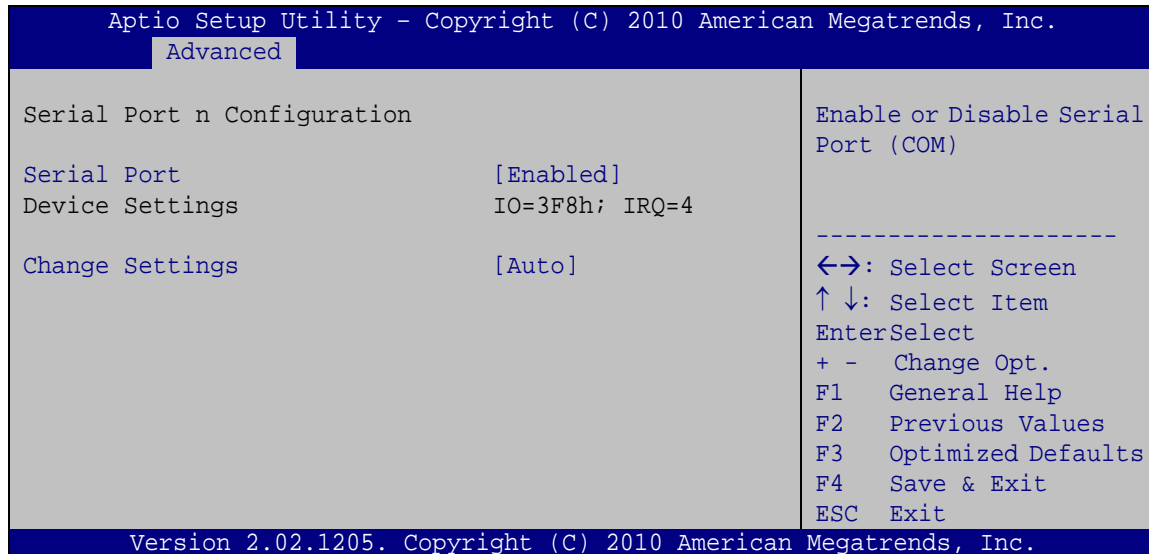 Aptio Setup Utility – Copyright (C) 2010 American Megatrends, Inc.
Advanced
Serial Port n Configuration
Serial Port [Enabled]
Device Settings IO=3F8h; IRQ=4
Change Settings [Auto]
Enable or Disable Serial
Port (COM)
---------------------
←→: Select Screen
↑ ↓: Select Item
EnterSelect
+ - Change Opt.
F1 General Help
F2 Previous Values
F3 Optimized Defaults
F4 Save & Exit
ESC Exit
Version 2.02.1205. Copyright (C) 2010 American Megatrends, Inc.